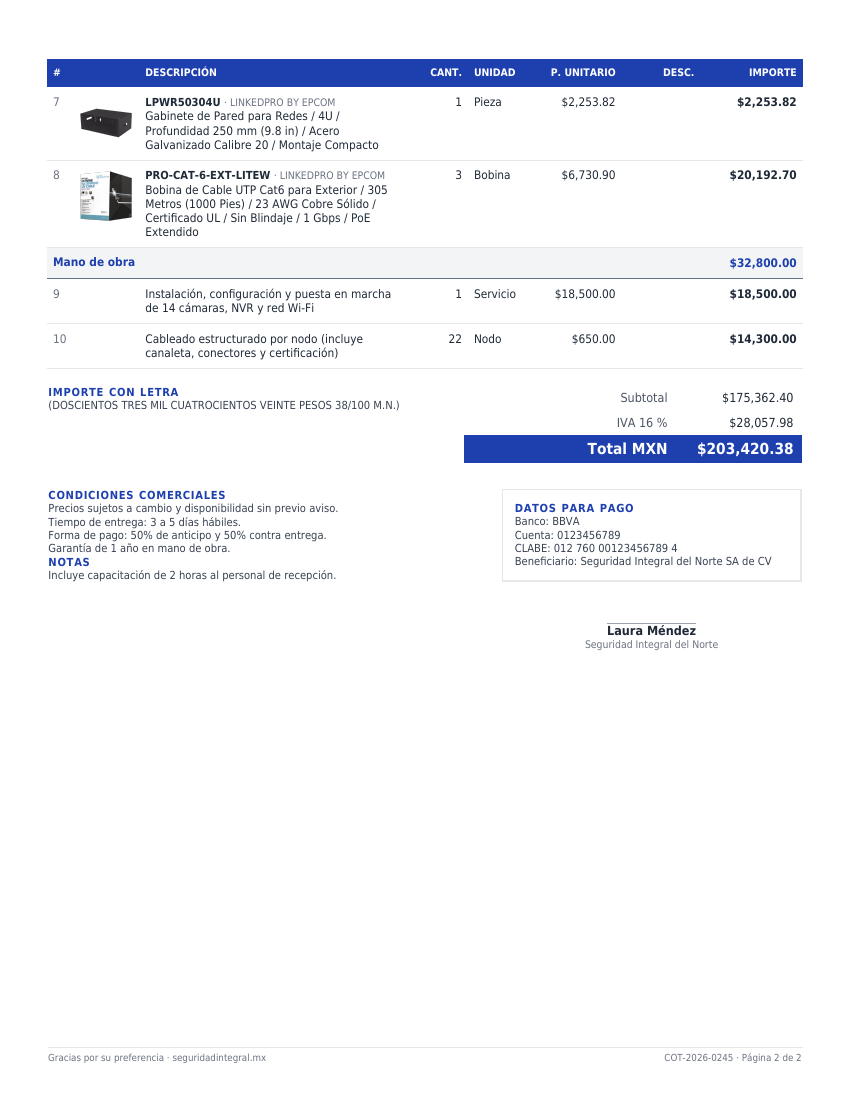 # DESCRIPCIÓN CANT. UNIDAD P. UNITARIO DESC. IMPORTE
7 LPWR50304U · LINKEDPRO BY EPCOM 1 Pieza $2,253.82 $2,253.82
Gabinete de Pared para Redes / 4U /
Profundidad 250 mm (9.8 in) / Acero
Galvanizado Calibre 20 / Montaje Compacto
8 PRO-CAT-6-EXT-LITEW · LINKEDPRO BY EPCOM 3 Bobina $6,730.90 $20,192.70
Bobina de Cable UTP Cat6 para Exterior / 305
Metros (1000 Pies) / 23 AWG Cobre Sólido /
Certificado UL / Sin Blindaje / 1 Gbps / PoE
Extendido
Mano de obra $32,800.00
9 Instalación, configuración y puesta en marcha 1 Servicio $18,500.00 $18,500.00
de 14 cámaras, NVR y red Wi-Fi
10 Cableado estructurado por nodo (incluye 22 Nodo $650.00 $14,300.00
canaleta, conectores y certificación)
IMPORTE CON LETRA
(DOSCIENTOS TRES MIL CUATROCIENTOS VEINTE PESOS 38/100 M.N.)
Subtotal $175,362.40
IVA 16 % $28,057.98
Total MXN $203,420.38
CONDICIONES COMERCIALES
Precios sujetos a cambio y disponibilidad sin previo aviso.
Tiempo de entrega: 3 a 5 días hábiles.
Forma de pago: 50% de anticipo y 50% contra entrega.
Garantía de 1 año en mano de obra.
NOTAS
Incluye capacitación de 2 horas al personal de recepción.
DATOS PARA PAGO
Banco: BBVA
Cuenta: 0123456789
CLABE: 012 760 00123456789 4
Beneficiario: Seguridad Integral del Norte SA de CV
Laura Méndez
Seguridad Integral del Norte
Gracias por su preferencia · seguridadintegral.mx
COT-2026-0245 · Página 2 de 2